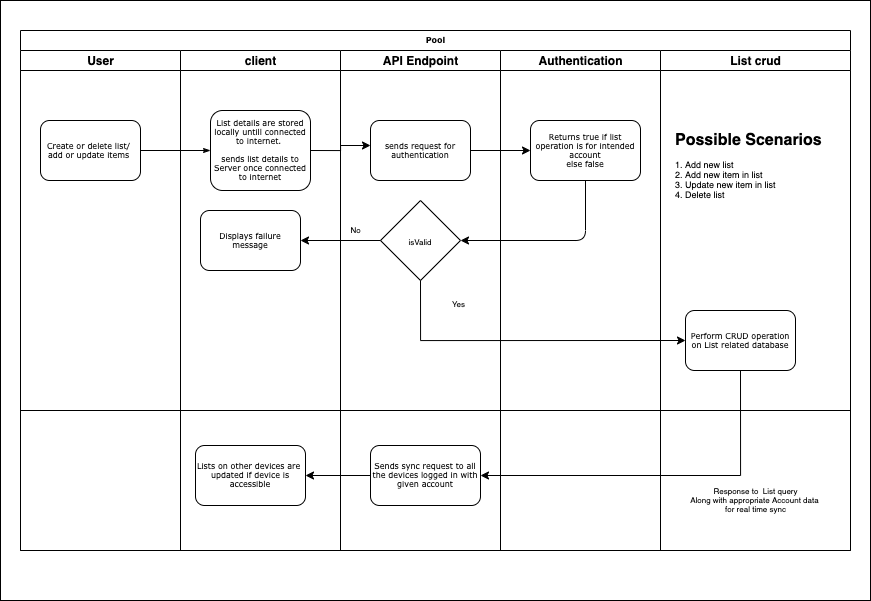 Pool
User
client
API Endpoint
Authentication
List crud
Create or delete list/
add or update items
List details are stored
locally untill connected
to internet.
sends list details to
Server once connected
to internet
sends request for
authentication
Returns true if list
operation is for intended
account
else false
Possible Scenarios
1. Add new list
2. Add new item in list
3. Update new item in list
4. Delete list
Displays failure
message
No
isValid
Yes
Perform CRUD operation
on List related database
Lists on other devices are
updated if device is
accessible
Sends sync request to all
the devices logged in with
given account
Response to List query
Along with appropriate Account data
for real time sync